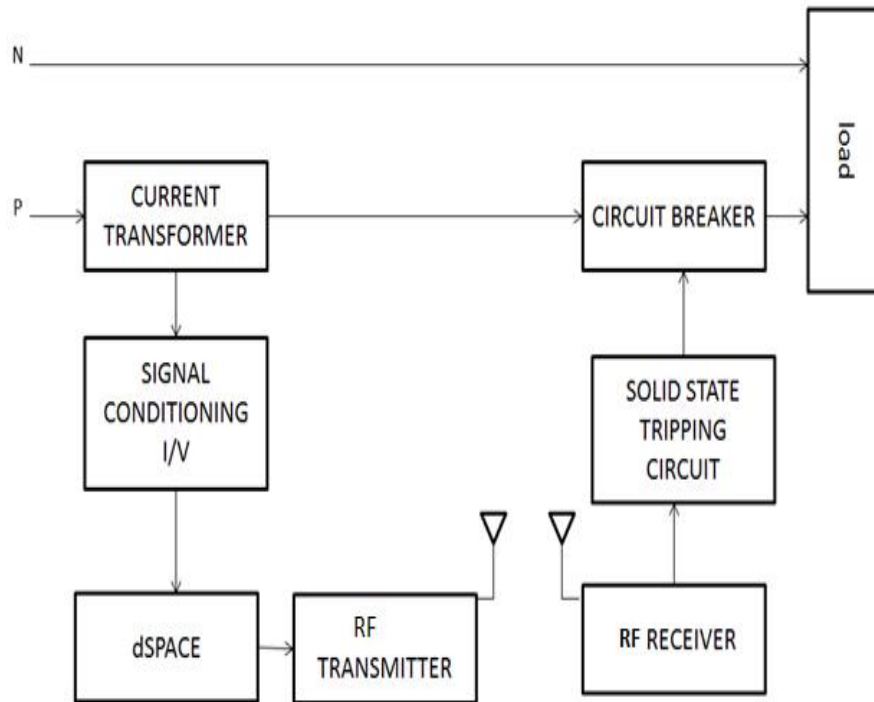 N
load
P
CURRENT
TRANSFORMER
CIRCUIT BREAKER
SIGNAL
CONDITIONING
I/V
SOLID STATE
TRIPPING
CIRCUIT
dSPACE
RF
TRANSMITTER
RF RECEIVER